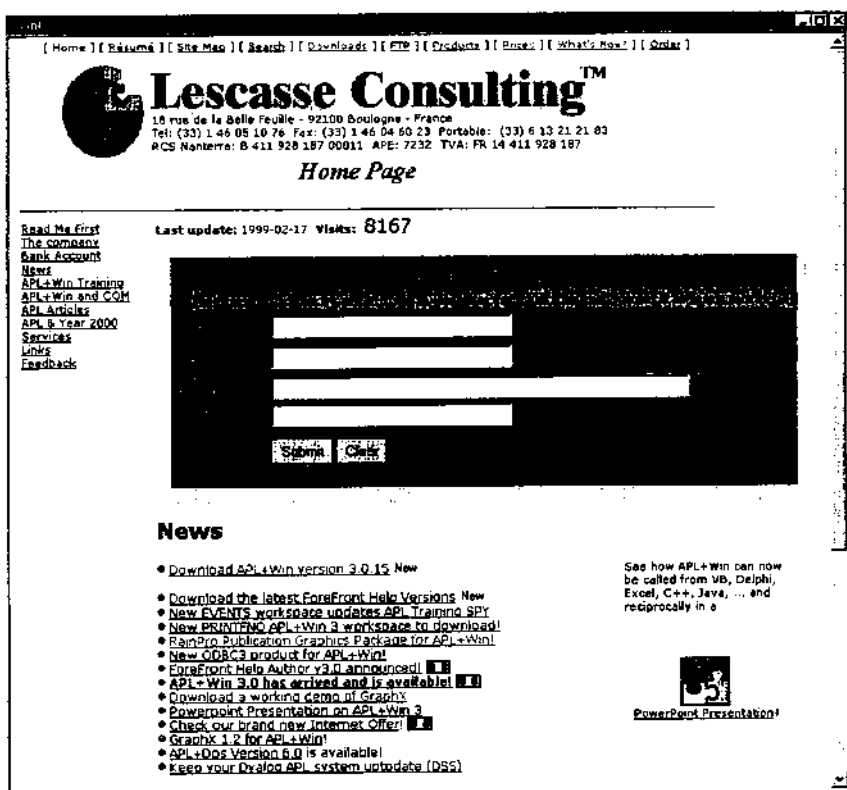 [ Home ] [ Résumé ] [ Site Map ] [ Search ] [ Downloads ] [ FTP ] [ Products ] [ Prices ] [ What's New? ] [ Order ]
Lescasse Consulting™
18 rue de la Belle Feuille - 92100 Boulogne - France
Tel: (33) 1 46 05 10 76 Fax: (33) 1 46 04 60 23 Portable: (33) 6 13 21 21 83
RCS Nanterre: B 411 928 187 00011 APE: 7232 TVA: FR 14 411 928 187
Home Page
Read Me First
The company
Bank Account
News
APL+Win Training
APL+Win and COM
APL Articles
APL & Year 2000
Services
Links
Feedback
Last update: 1999-02-17 Visits: 8167
Submit Clear
News
Download APL+Win version 3.0.15 New
Download the latest ForeFront Help Versions New
New EVENTS workspace updates APL Training SPY
New PRINTFNO APL+Win 3 workspace to download!
RainPro Publication Graphics Package for APL+Win!
New ODBC3 product for APL+Win!
ForeFront Help Author v3.0 announced!
APL+Win 3.0 has arrived and is available!
Download a working demo of GraphX
Powerpoint Presentation on APL+Win 3
Check our brand new Internet Offer!
GraphX 1.2 for APL+Win!
APL+Dos Version 6.0 is available!
Keep your Dyalog APL system uptodate (DSS)
See how APL+Win can now
be called from VB, Delphi,
Excel, C++, Java, ... and
reciprocally in a
PowerPoint Presentation!